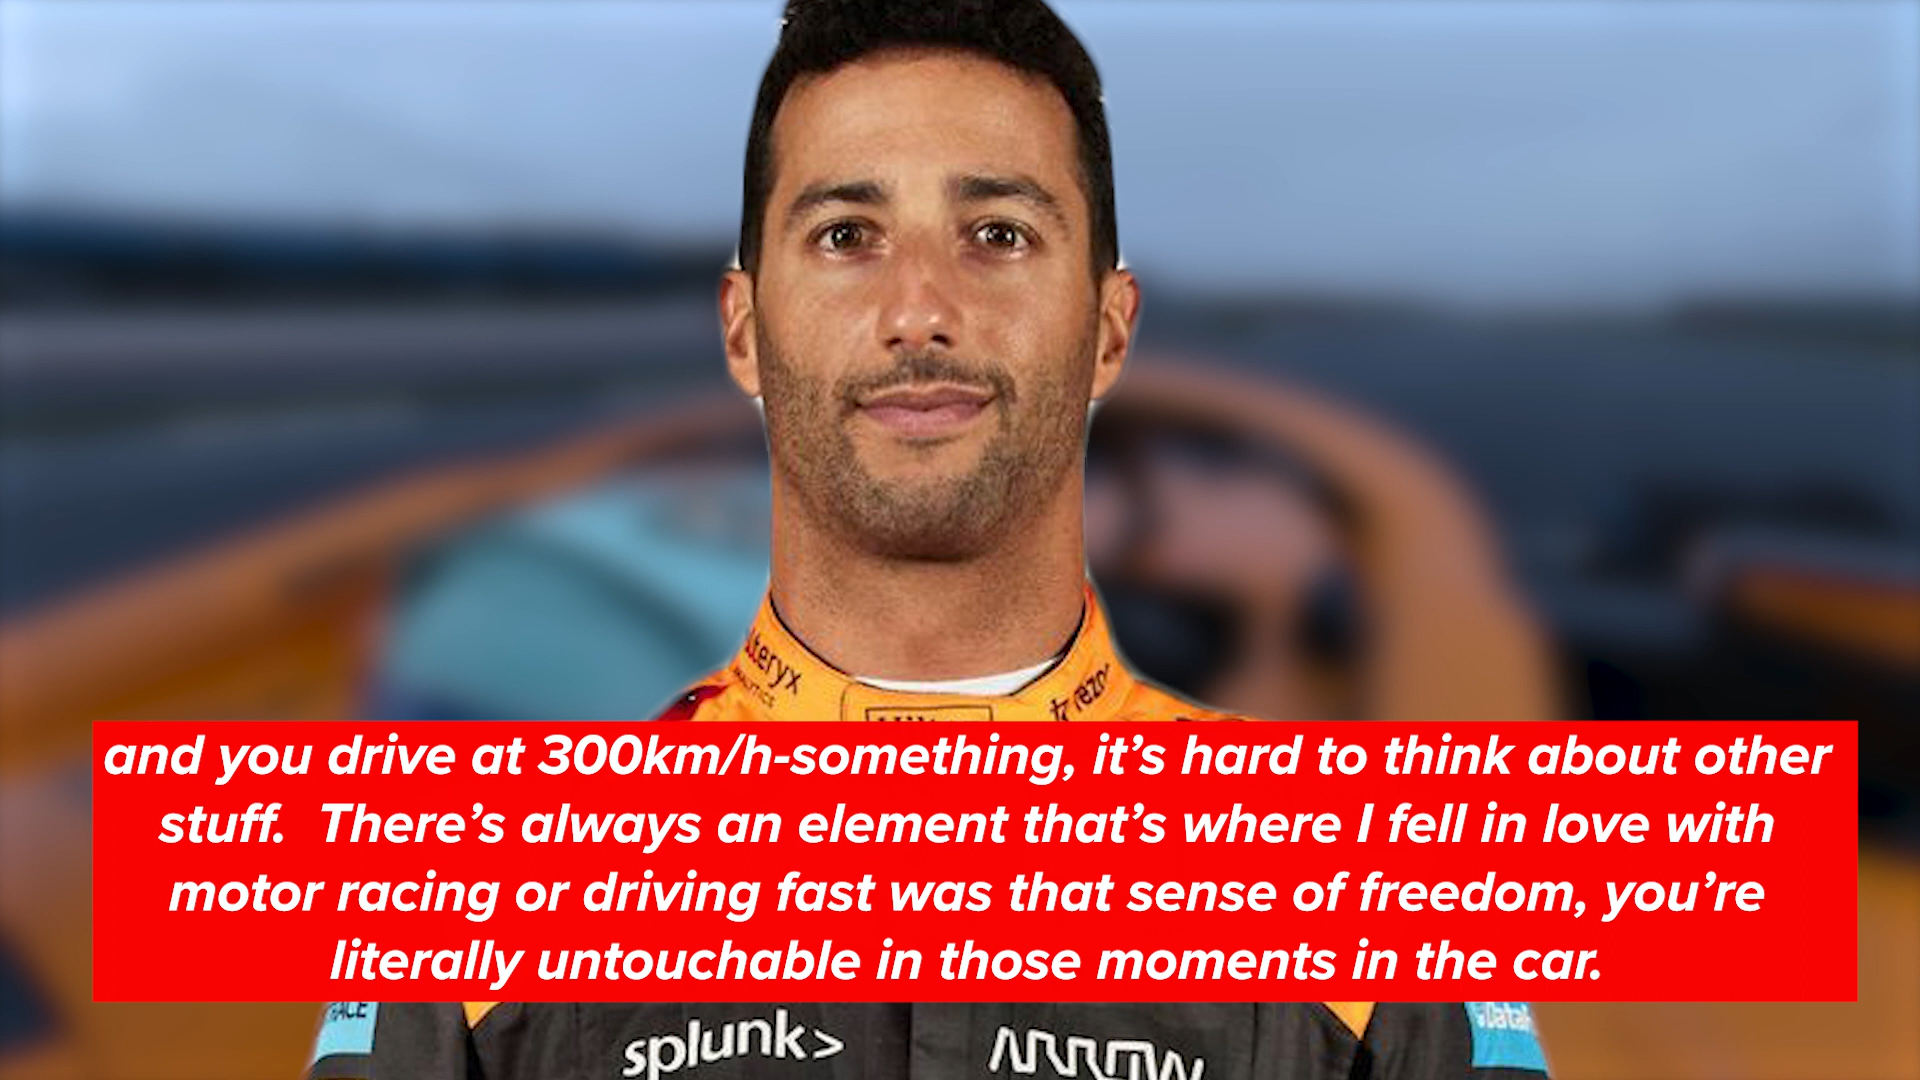 and you drive at 300km/h-something, it’s hard to think about other
stuff.  There’s always an element that’s where I fell in love with
motor racing or driving fast was that sense of freedom, you’re
literally untouchable in those moments in the car.
splunk>
ARROW